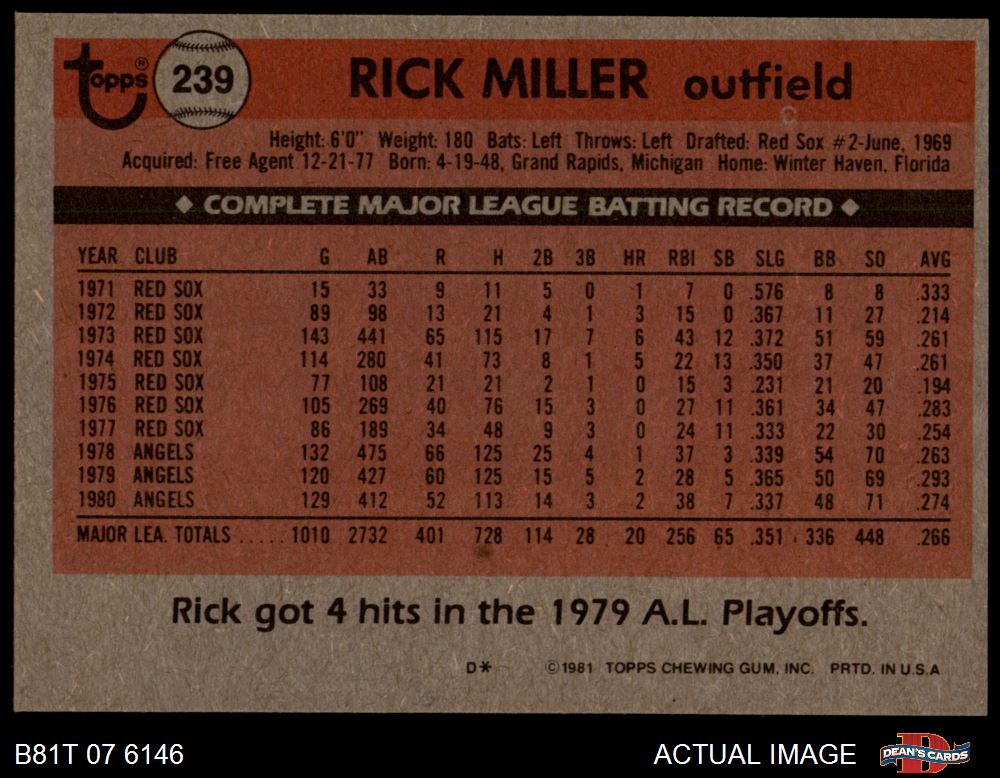 Topps® 239 RICK MILLER outfield
Height: 6'0" Weight: 180 Bats: Left Throws: Left Drafted: Red Sox #2-June, 1969
Acquired: Free Agent 12-21-77 Born: 4-19-48, Grand Rapids, Michigan Home: Winter Haven, Florida
◆ COMPLETE MAJOR LEAGUE BATTING RECORD ◆
YEAR CLUB G AB R H 2B 3B HR RBI SB SLG BB SO AVG
1971 RED SOX 15 33 9 11 5 0 1 7 0 .576 8 8 .333
1972 RED SOX 89 98 13 21 4 1 3 15 0 .367 11 27 .214
1973 RED SOX 143 441 65 115 17 7 6 43 12 .372 51 59 .261
1974 RED SOX 114 280 41 73 8 1 5 22 13 .350 37 47 .261
1975 RED SOX 77 108 21 21 2 1 0 15 3 .231 21 20 .194
1976 RED SOX 105 269 40 76 15 3 0 27 11 .361 34 47 .283
1977 RED SOX 86 189 34 48 9 3 0 24 11 .333 22 30 .254
1978 ANGELS 132 475 66 125 25 4 1 37 3 .339 54 70 .263
1979 ANGELS 120 427 60 125 15 5 2 28 5 .365 50 69 .293
1980 ANGELS 129 412 52 113 14 3 2 38 7 .337 48 71 .274
MAJOR LEA. TOTALS ..... 1010 2732 401 728 114 28 20 256 65 .351 336 448 .266
Rick got 4 hits in the 1979 A.L. Playoffs.
D* ©1981 TOPPS CHEWING GUM, INC. PRTD. IN U.S.A
B81T 07 6146 ACTUAL IMAGE DEAN'S CARDS